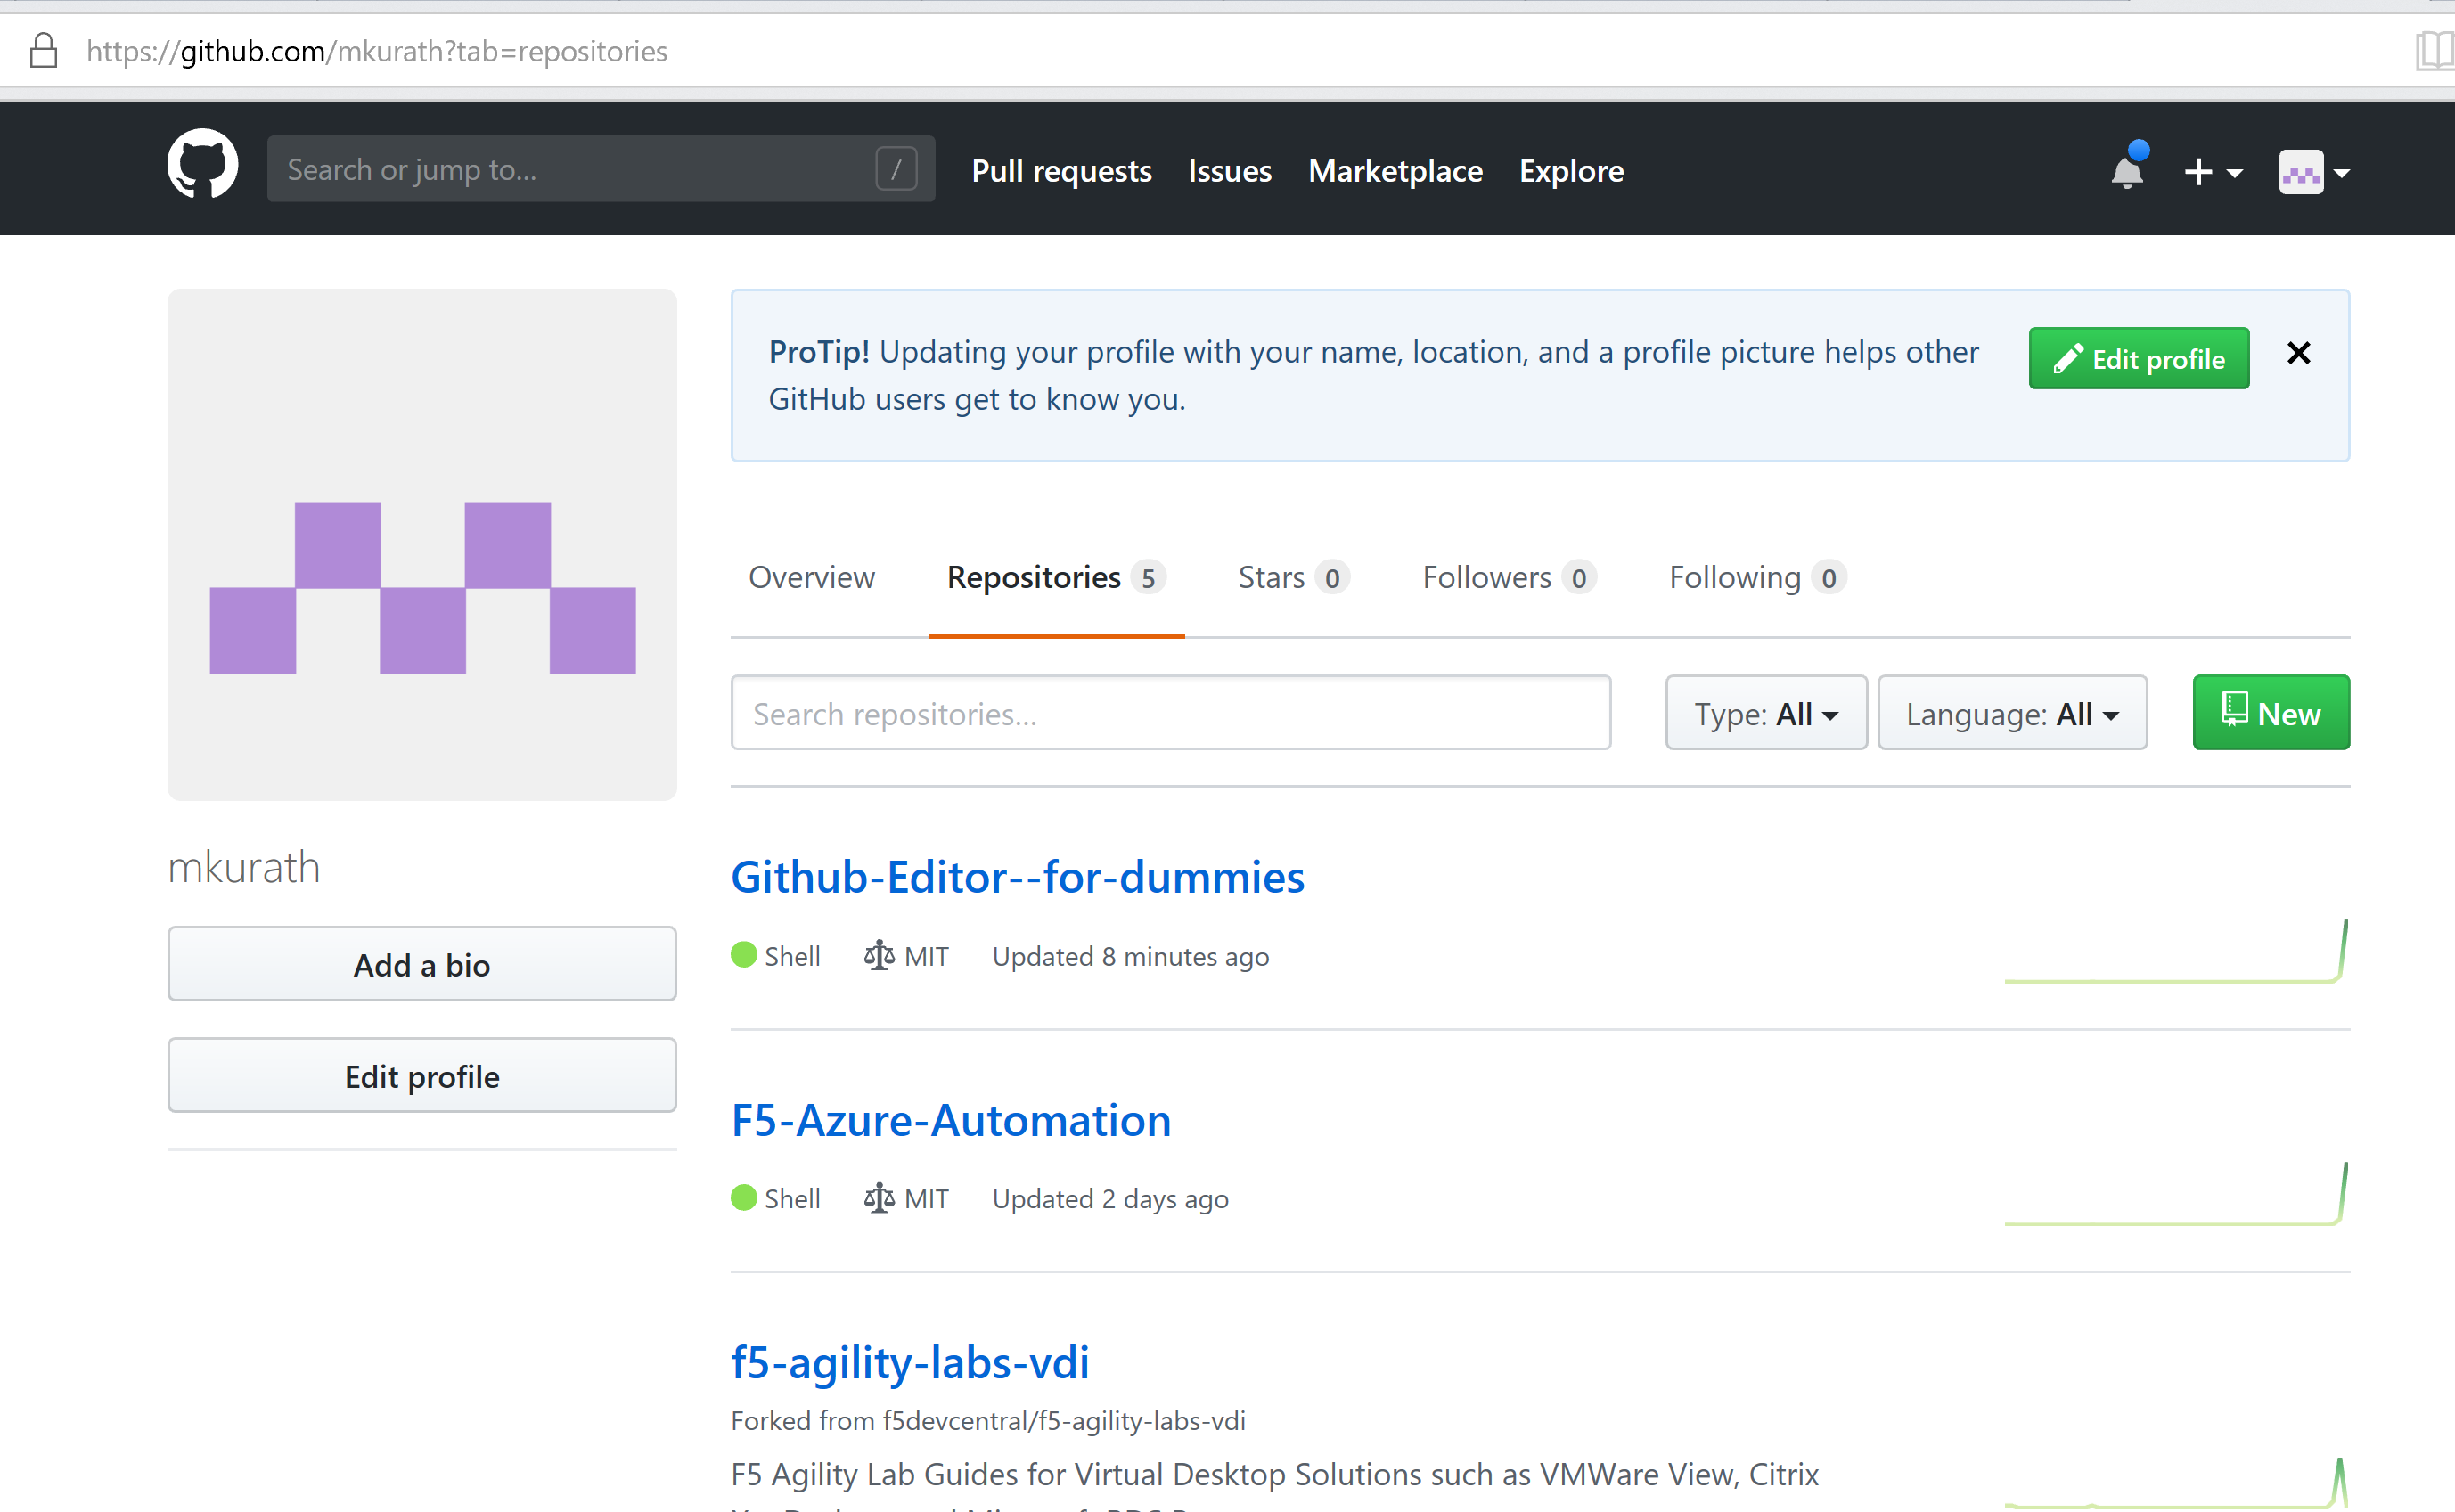 https://github.com/mkurath?tab=repositories
Search or jump to... /
Pull requests Issues Marketplace Explore
ProTip! Updating your profile with your name, location, and a profile picture helps other
GitHub users get to know you.
Edit profile
Overview Repositories 5 Stars 0 Followers 0 Following 0
Search repositories...
Type: All
Language: All
New
mkurath
Add a bio
Edit profile
Github-Editor--for-dummies
Shell MIT Updated 8 minutes ago
F5-Azure-Automation
Shell MIT Updated 2 days ago
f5-agility-labs-vdi
Forked from f5devcentral/f5-agility-labs-vdi
F5 Agility Lab Guides for Virtual Desktop Solutions such as VMWare View, Citrix